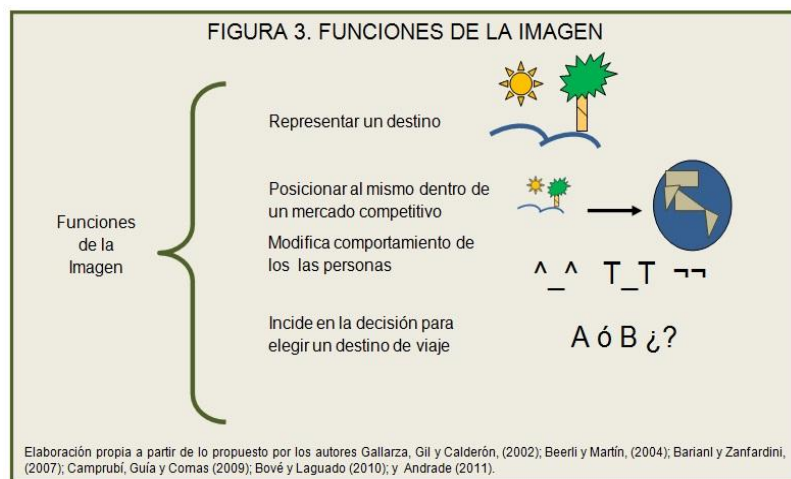 FIGURA 3. FUNCIONES DE LA IMAGEN
Representar un destino
Posicionar al mismo dentro de
un mercado competitivo
Funciones
de la
Imagen
Modifica comportamiento de
los las personas
^_^ T_T ¬¬
Incide en la decisión para
elegir un destino de viaje
A ó B ¿?
Elaboración propia a partir de lo propuesto por los autores Gallarza, Gil y Calderón, (2002); Beerli y Martín, (2004); Barianl y Zanfardini,
(2007); Camprubí, Guía y Comas (2009); Bové y Laguado (2010); y Andrade (2011).